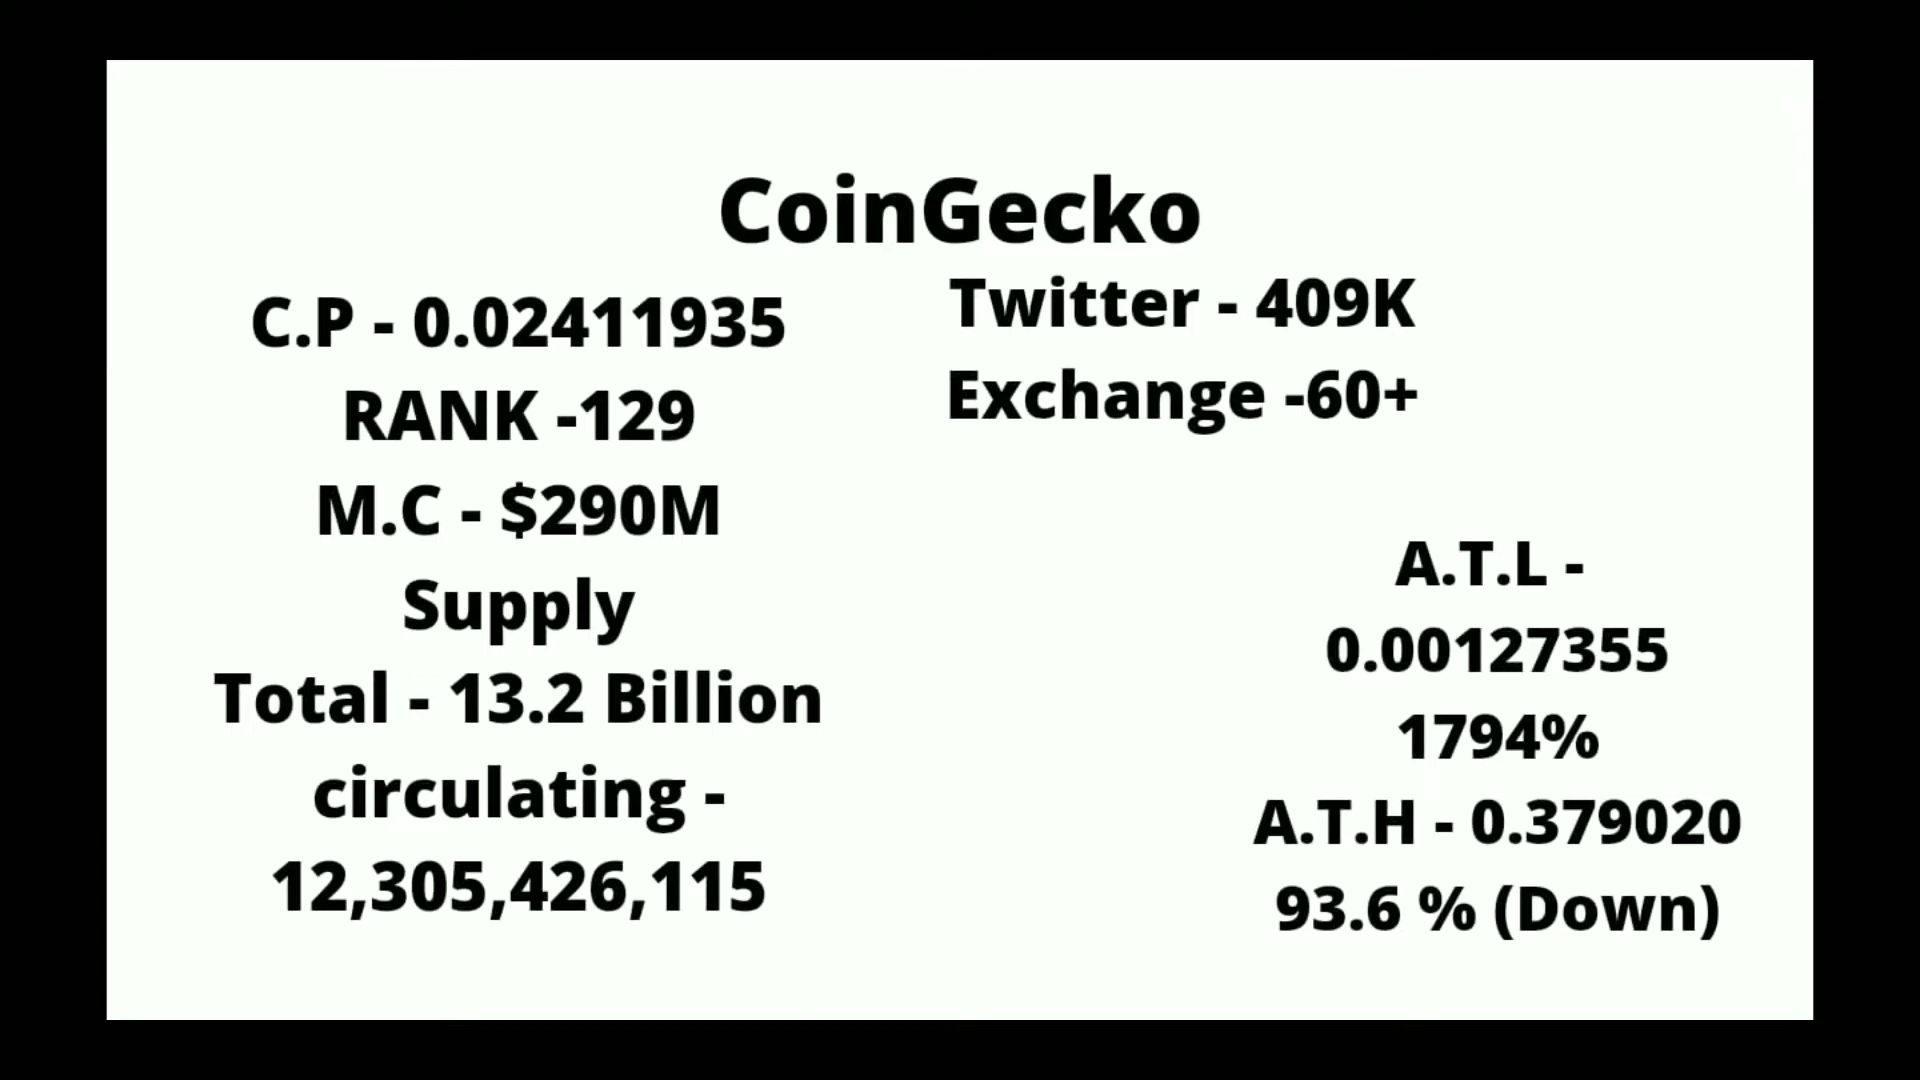 CoinGecko
C.P - 0.02411935
RANK -129
M.C - $290M
Supply
Total - 13.2 Billion
circulating -
12,305,426,115
Twitter - 409K
Exchange -60+
A.T.L -
0.00127355
1794%
A.T.H - 0.379020
93.6 % (Down)